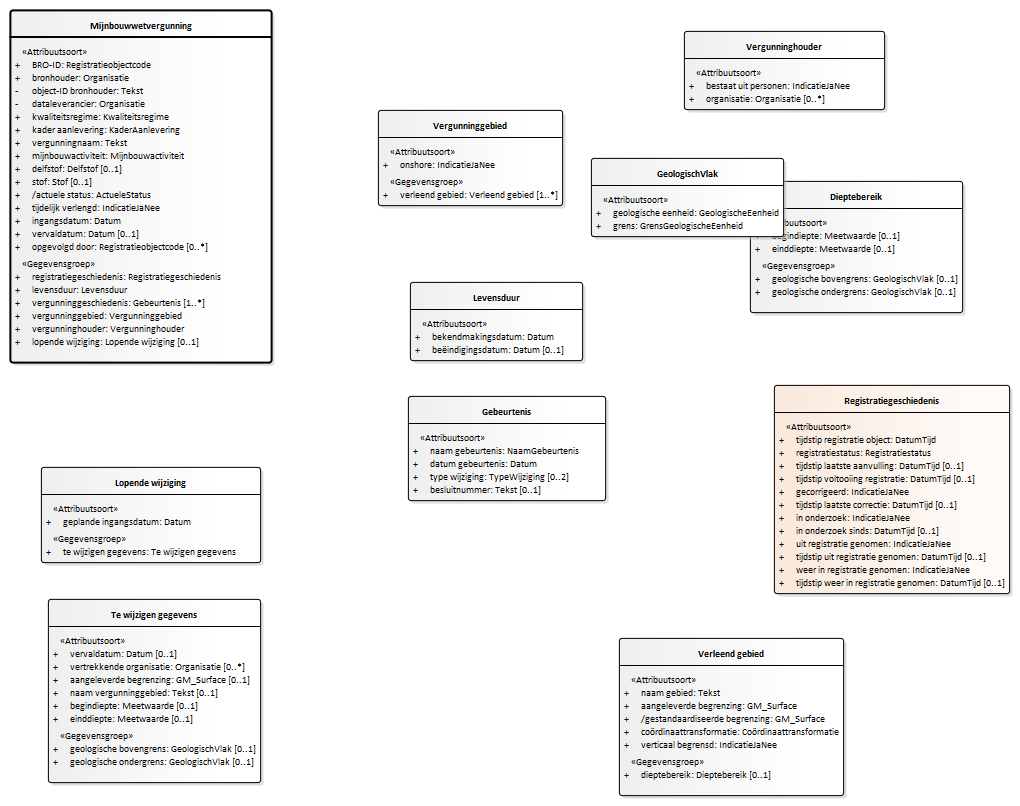 Mijnbouwwetvergunning
«Attribuutsoort»
+ BRO-ID: Registratieobjectcode
+ bronhouder: Organisatie
- object-ID bronhouder: Tekst
- dataleverancier: Organisatie
+ kwaliteitsregime: Kwaliteitsregime
+ kader aanlevering: KaderAanlevering
+ vergunningnaam: Tekst
+ mijnbouwactiviteit: Mijnbouwactiviteit
+ delfstof: Delfstof [0..1]
+ stof: Stof [0..1]
+ /actuele status: ActueleStatus
+ tijdelijk verlengd: IndicatieJaNee
+ ingangsdatum: Datum
+ vervaldatum: Datum [0..1]
+ opgevolgd door: Registratieobjectcode [0..*]
«Gegevensgroep»
+ registratiegeschiedenis: Registratiegeschiedenis
+ levensduur: Levensduur
+ vergunninggeschiedenis: Gebeurtenis [1..*]
+ vergunninggebied: Vergunninggebied
+ vergunninghouder: Vergunninghouder
+ lopende wijziging: Lopende wijziging [0..1]
Vergunninghouder
«Attribuutsoort»
+ bestaat uit personen: IndicatieJaNee
+ organisatie: Organisatie [0..*]
Vergunninggebied
«Attribuutsoort»
+ onshore: IndicatieJaNee
«Gegevensgroep»
+ verleend gebied: Verleend gebied [1..*]
GeologischVlak
«Attribuutsoort»
+ geologische eenheid: GeologischeEenheid
+ grens: GrensGeologischeEenheid
Dieptebereik
buutsoort»
egindiepte: Meetwaarde [0..1]
+ einddiepte: Meetwaarde [0..1]
«Gegevensgroep»
+ geologische bovengrens: GeologischVlak [0..1]
+ geologische ondergrens: GeologischVlak [0..1]
Levensduur
«Attribuutsoort»
+ bekendmakingsdatum: Datum
+ beëindigingsdatum: Datum [0..1]
Gebeurtenis
«Attribuutsoort»
+ naam gebeurtenis: NaamGebeurtenis
+ datum gebeurtenis: Datum
+ type wijziging: TypeWijziging [0..2]
+ besluitnummer: Tekst [0..1]
Registratiegeschiedenis
«Attribuutsoort»
+ tijdstip registratie object: DatumTijd
+ registratiestatus: Registratiestatus
+ tijdstip laatste aanvulling: DatumTijd [0..1]
+ tijdstip voltooiing registratie: DatumTijd [0..1]
+ gecorrigeerd: IndicatieJaNee
+ tijdstip laatste correctie: DatumTijd [0..1]
+ in onderzoek: IndicatieJaNee
+ in onderzoek sinds: DatumTijd [0..1]
+ uit registratie genomen: IndicatieJaNee
+ tijdstip uit registratie genomen: DatumTijd [0..1]
+ weer in registratie genomen: IndicatieJaNee
+ tijdstip weer in registratie genomen: DatumTijd [0..1]
Lopende wijziging
«Attribuutsoort»
+ geplande ingangsdatum: Datum
«Gegevensgroep»
+ te wijzigen gegevens: Te wijzigen gegevens
Te wijzigen gegevens
«Attribuutsoort»
+ vervaldatum: Datum [0..1]
+ vertrekkende organisatie: Organisatie [0..*]
+ aangeleverde begrenzing: GM_Surface [0..1]
+ naam vergunninggebied: Tekst [0..1]
+ begindiepte: Meetwaarde [0..1]
+ einddiepte: Meetwaarde [0..1]
«Gegevensgroep»
+ geologische bovengrens: GeologischVlak [0..1]
+ geologische ondergrens: GeologischVlak [0..1]
Verleend gebied
«Attribuutsoort»
+ naam gebied: Tekst
+ aangeleverde begrenzing: GM_Surface
+ /gestandaardiseerde begrenzing: GM_Surface
+ coördinaattransformatie: Coördinaattransformatie
+ verticaal begrensd: IndicatieJaNee
«Gegevensgroep»
+ dieptebereik: Dieptebereik [0..1]